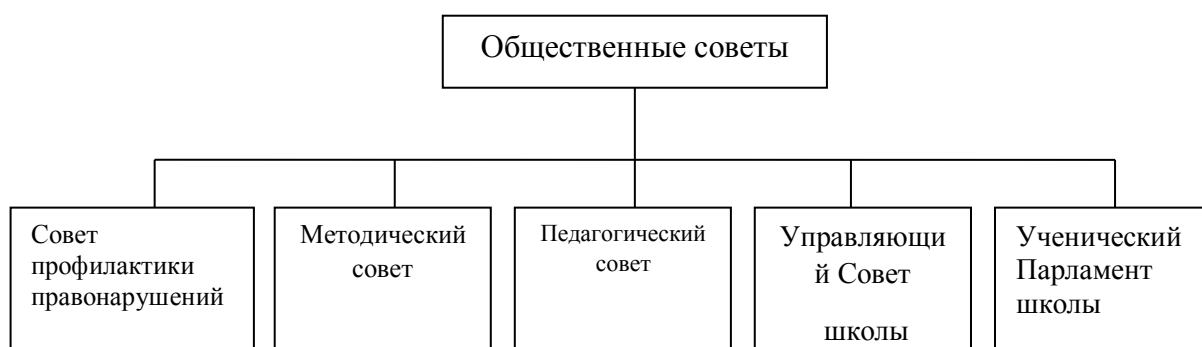 Общественные советы
Совет
профилактики
правонарушений
Методический
совет
Педагогический
совет
Управляющи
й Совет
школы
Ученический
Парламент
школы